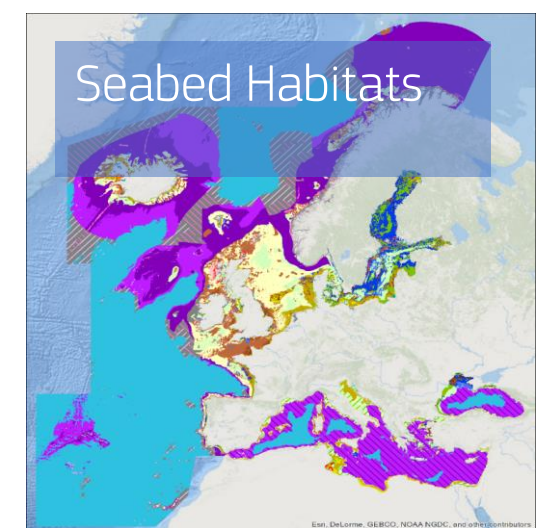 Seabed Habitats
Esri, DeLorme, GEBCO, NOAA NGDC, and other contributors